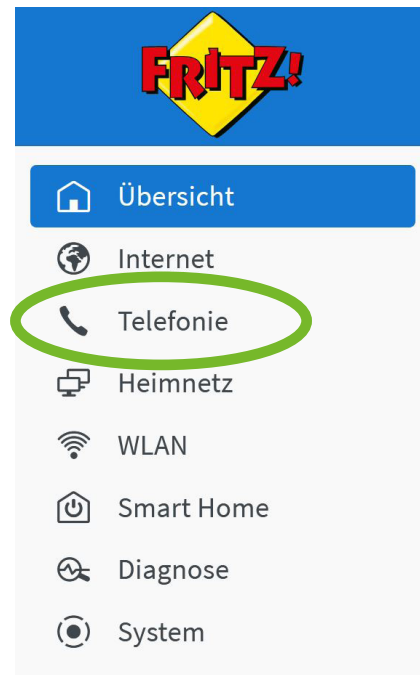 FRITZ!
Übersicht
Internet
Telefonie
Heimnetz
WLAN
Smart Home
Diagnose
System